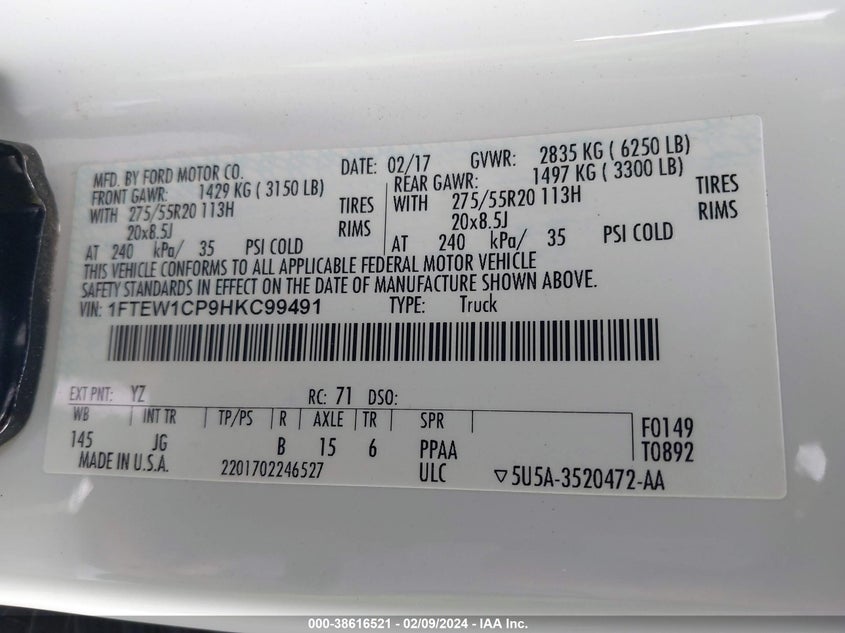 MFD. BY FORD MOTOR CO. DATE: 02/17 GVWR: 2835 KG ( 6250 LB)
FRONT GAWR: 1429 KG ( 3150 LB) REAR GAWR: 1497 KG ( 3300 LB)
WITH 275/55R20 113H TIRES WITH 275/55R20 113H TIRES
20x8.5J RIMS 20x8.5J RIMS
AT 240 kPa/ 35 PSI COLD AT 240 kPa/ 35 PSI COLD
THIS VEHICLE CONFORMS TO ALL APPLICABLE FEDERAL MOTOR VEHICLE
SAFETY STANDARDS IN EFFECT ON THE DATE OF MANUFACTURE SHOWN ABOVE.
VIN: 1FTEW1CP9HKC99491 TYPE: Truck
EXT PNT: YZ RC: 71 DSO:
WB INT TR TP/PS R AXLE TR SPR F0149
145 JG B 15 6 PPAA T0892
MADE IN U.S.A. 2201702246527 ULC ▽5U5A-3520472-AA
000-38616521 - 02/09/2024 - IAA Inc.